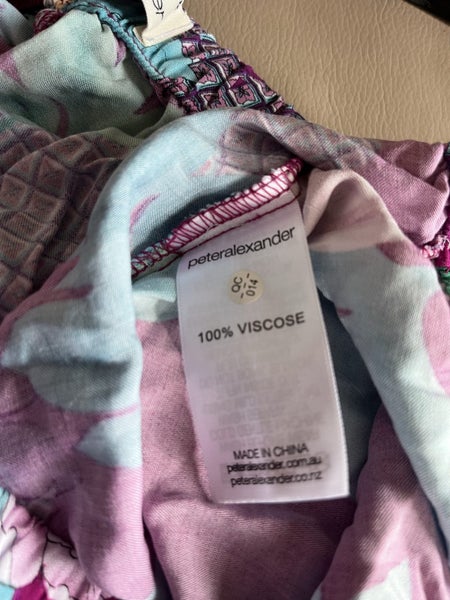 peteralexander
QC
014
100% VISCOSE
MADE IN CHINA
peteralexander.com.au
peteralexander.co.nz